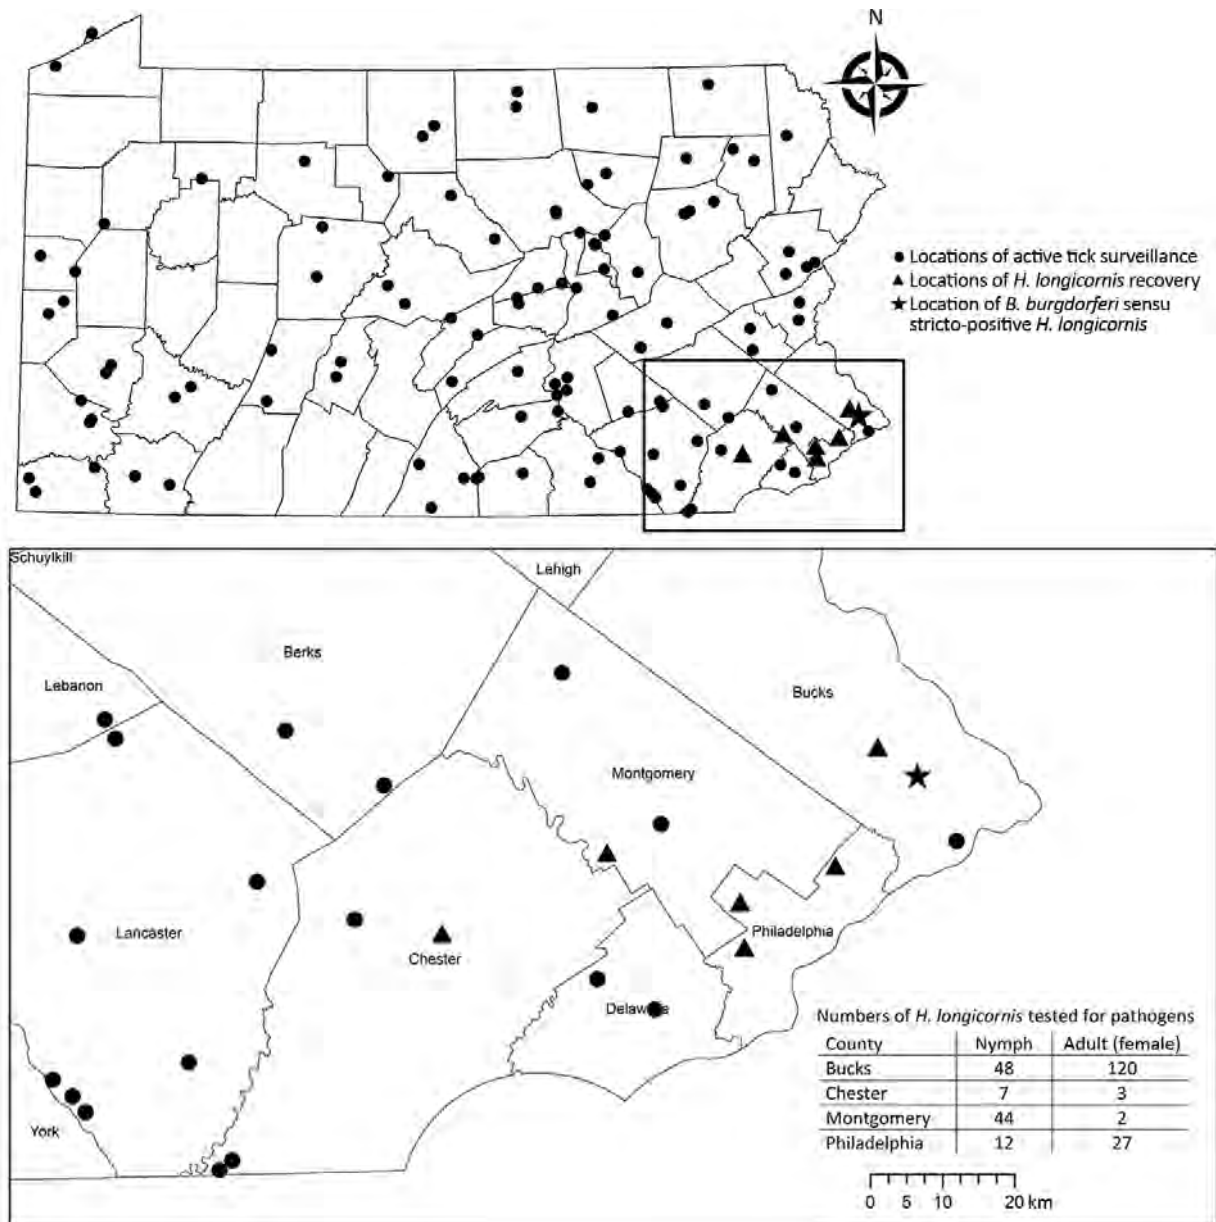 N
Locations of active tick surveillance
Locations of H. longicornis recovery
Location of B. burgdorferi sensu
stricto-positive H. longicornis
Schuylkill
Lehigh
Berks
Lebanon
Bucks
Montgomery
Lancaster
Philadelphia
Chester
Delaware
York
Numbers of H. longicornis tested for pathogens
County Nymph Adult (female)
Bucks 48 120
Chester 7 3
Montgomery 44 2
Philadelphia 12 27
0 5 10 20 km